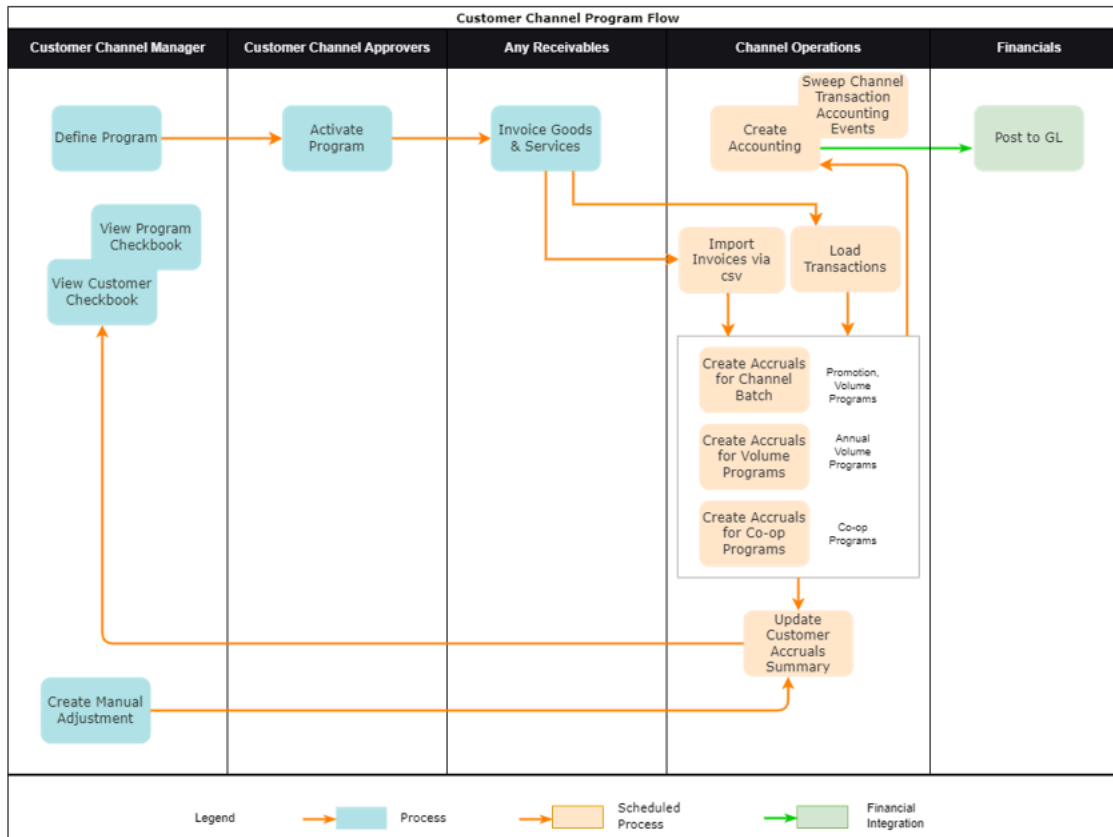 Customer Channel Program Flow
Customer Channel Manager
Customer Channel Approvers
Any Receivables
Channel Operations
Financials
Define Program
Activate
Program
Invoice Goods
& Services
Sweep Channel
Transaction
Accounting
Events
Create
Accounting
Post to GL
View Program
Checkbook
View Customer
Checkbook
Import
Invoices via
csv
Load
Transactions
Create Accruals
for Channel
Batch
Promotion,
Volume
Programs
Create Accruals
for Volume
Programs
Annual
Volume
Programs
Create Accruals
for Co-op
Programs
Co-op
Programs
Update
Customer
Accruals
Summary
Create Manual
Adjustment
Legend
Process
Scheduled
Process
Financial
Integration